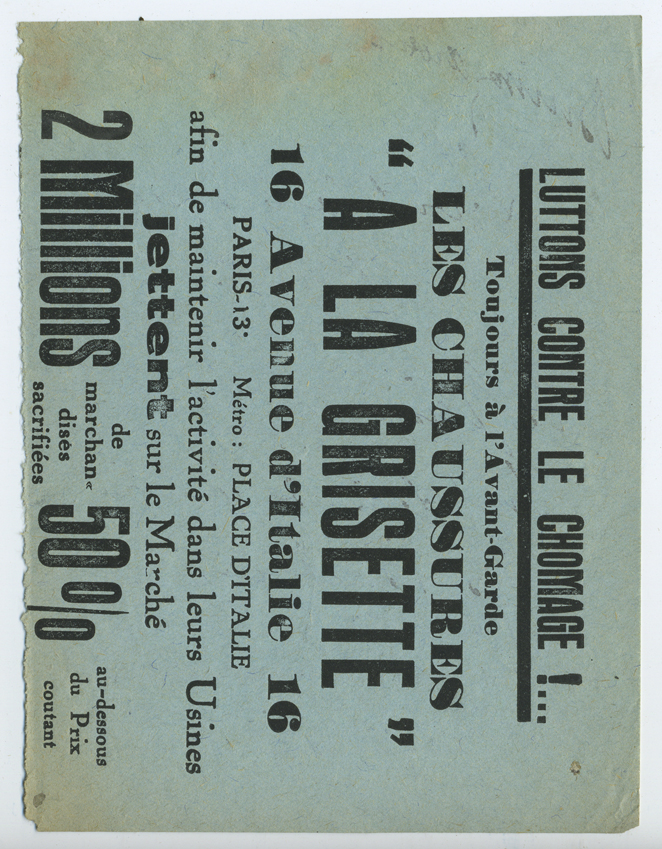 LUTTONS CONTRE LE CHOMAGE !...
Toujours à l'Avant-Garde
LES CHAUSSURES
“ A LA GRISETTE ”
16 Avenue d'Italie 16
PARIS-13e Métro : PLACE D'ITALIE
afin de maintenir l'activité dans leurs Usines
jettent sur le Marché
2 Millions de marchan« disés sacrifiées 50% au-dessous du Prix coutant